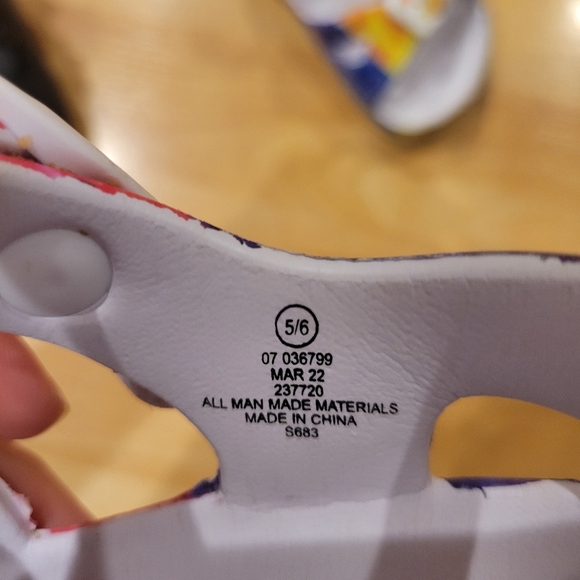 5/6
07 036799
MAR 22
237720
ALL MAN MADE MATERIALS
MADE IN CHINA
S683